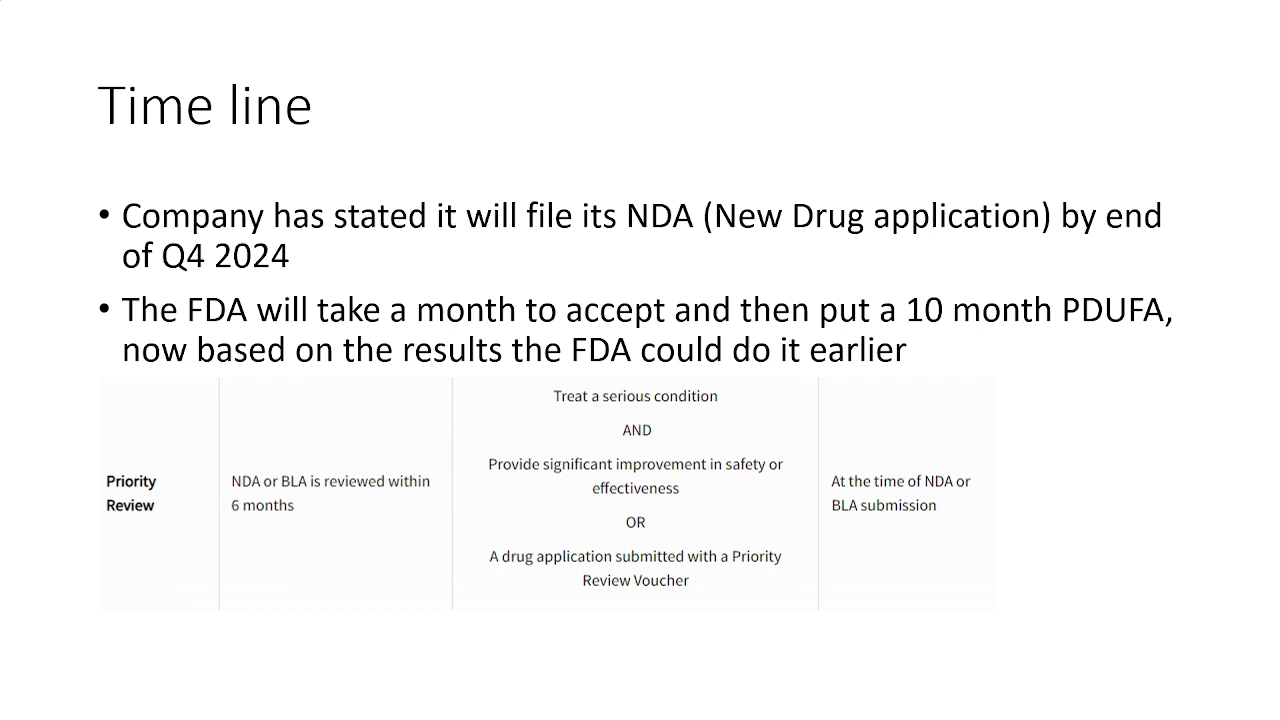 Time line
• Company has stated it will file its NDA (New Drug application) by end
of Q4 2024
• The FDA will take a month to accept and then put a 10 month PDUFA,
now based on the results the FDA could do it earlier
Priority
Review
NDA or BLA is reviewed within
6 months
Treat a serious condition
AND
Provide significant improvement in safety or
effectiveness
OR
A drug application submitted with a Priority
Review Voucher
At the time of NDA or
BLA submission